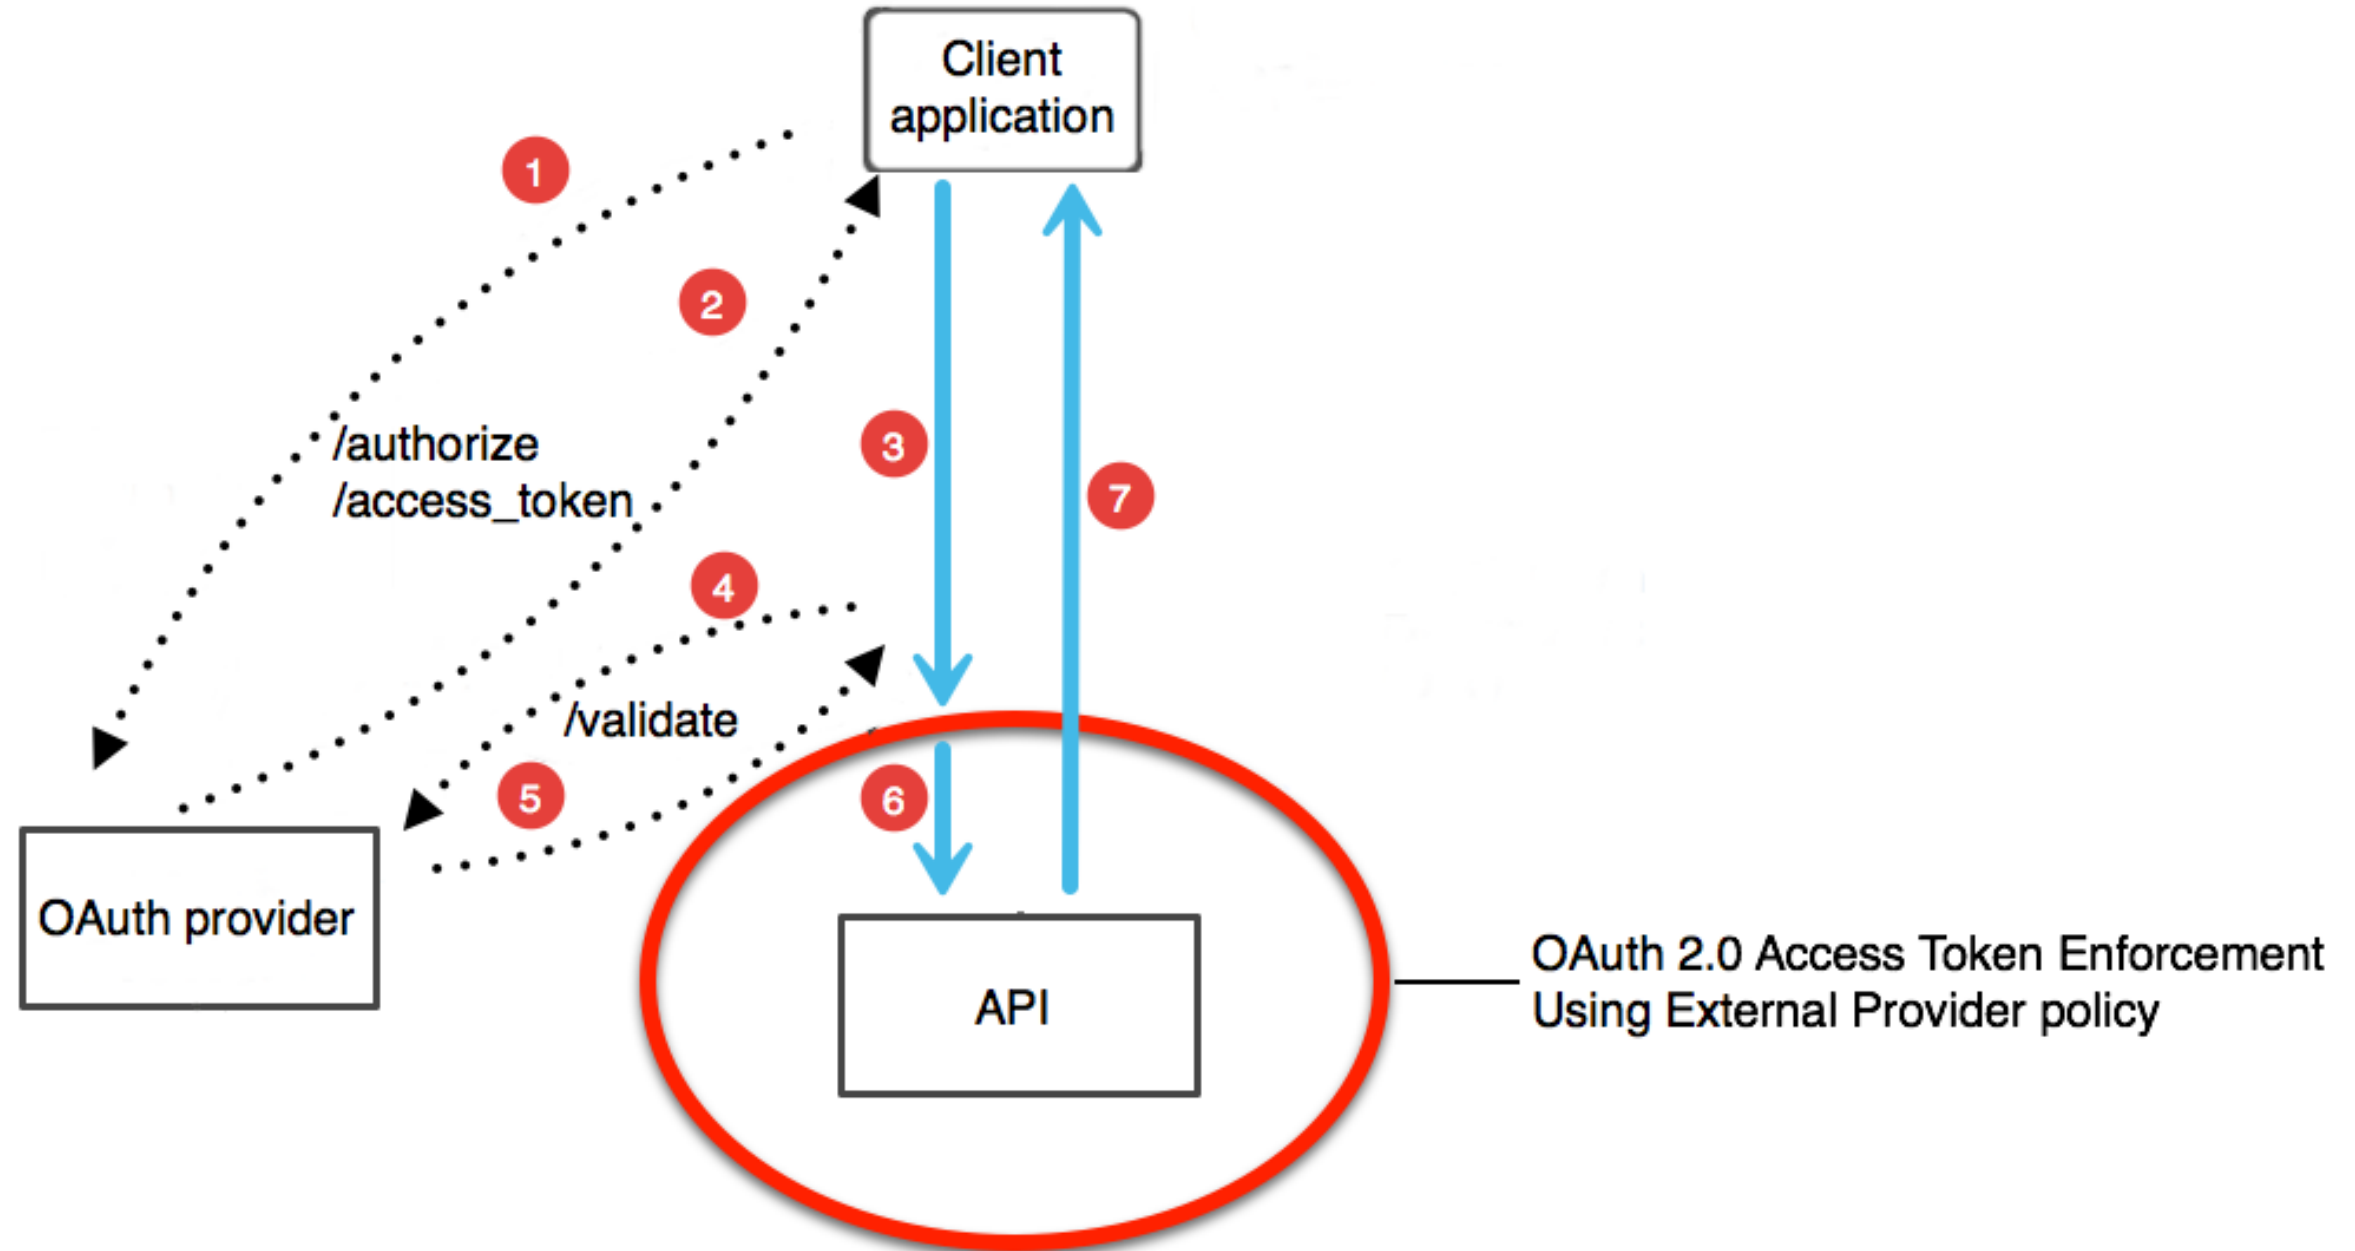 Client
application
1
2
/authorize
/access_token
3
7
4
/validate
5
6
OAuth provider
API
OAuth 2.0 Access Token Enforcement
Using External Provider policy